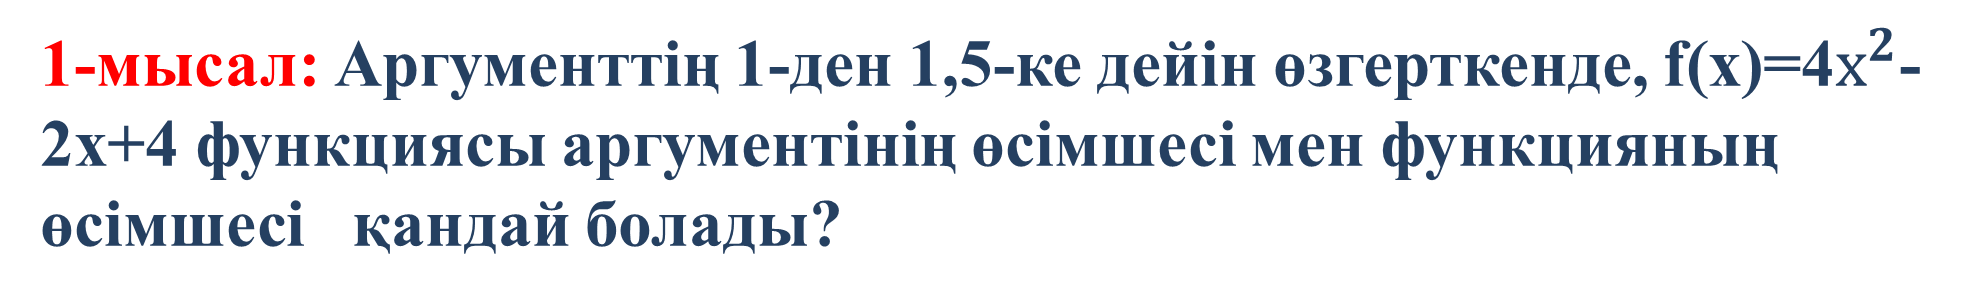 1-мысал: Аргументтің 1-ден 1,5-ке дейін өзгерткенде, f(x)=4x²-
2x+4 функциясы аргументінің өсімшесі мен функцияның
өсімшесі қандай болады?